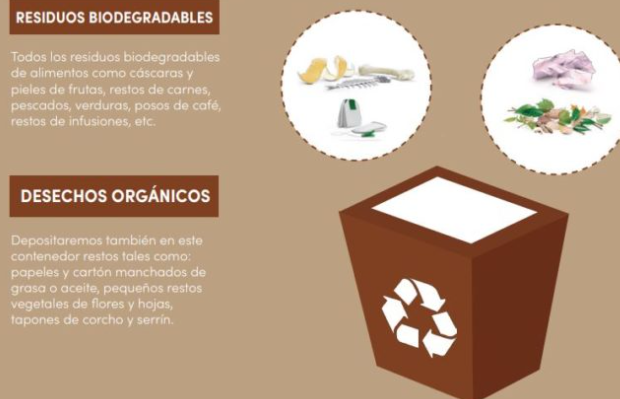 RESIDUOS BIODEGRADABLES
Todos los residuos biodegradables
de alimentos como cáscaras y
pieles de frutas, restos de carnes,
pescados, verduras, posos de café,
restos de infusiones, etc.
DESECHOS ORGÁNICOS
Depositaremos también en este
contenedor restos tales como:
papeles y cartón manchados de
grasa o aceite, pequeños restos
vegetales de flores y hojas,
tapones de corcho y serrín.